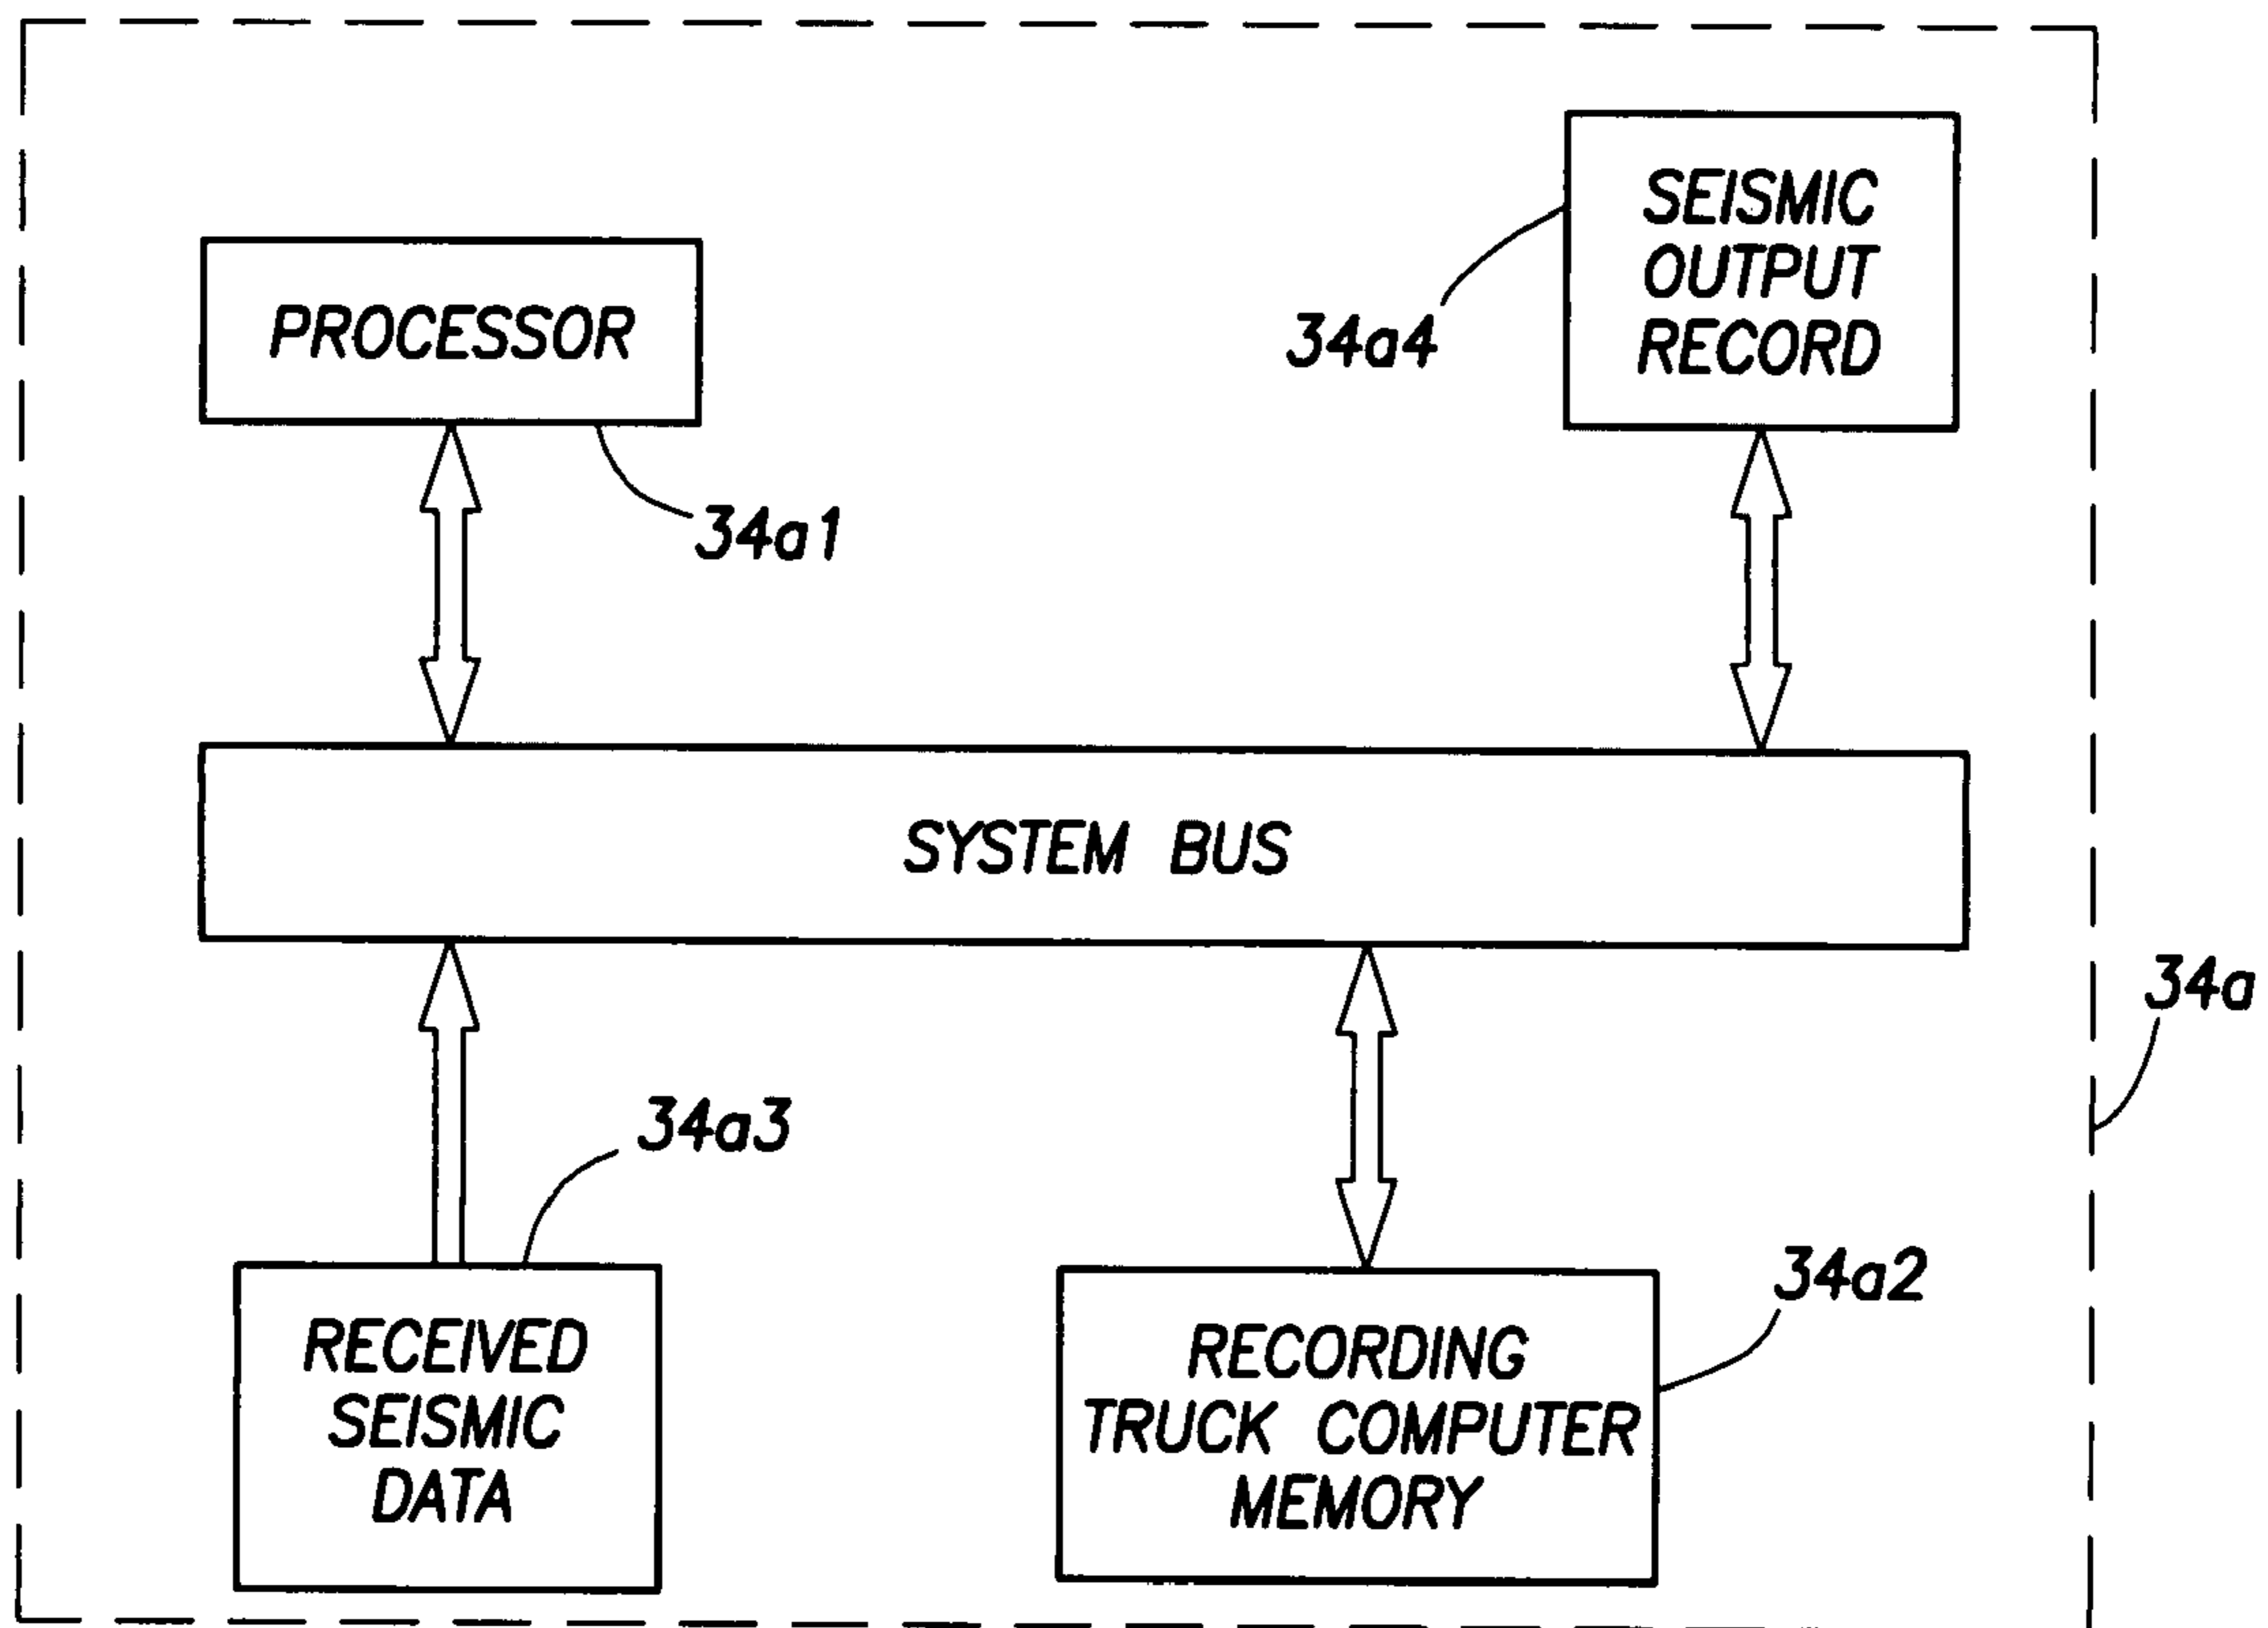 SEISMIC
OUTPUT
RECORD
34a4
PROCESSOR
34a1
SYSTEM BUS
34a
34a3
RECEIVED
SEISMIC
DATA
34a2
RECORDING
TRUCK COMPUTER
MEMORY